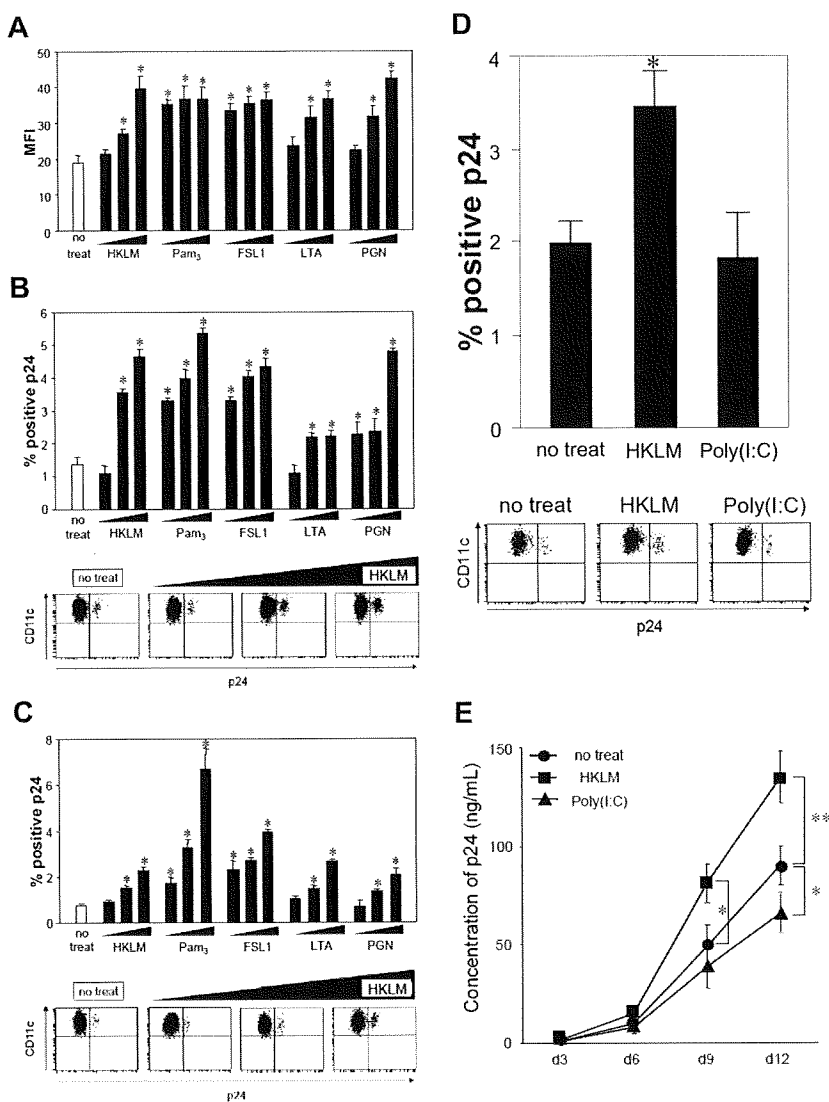 A
MFI
50
40
30
20
10
0
* * * * * * * * * * * *
no treat
HKLM
Pam3
FSL1
LTA
PGN
B
% positive p24
6
5
4
3
2
1
0
* * * * * * * * * * * * *
no treat
HKLM
Pam3
FSL1
LTA
PGN
no treat
HKLM
CD11c
p24
C
% positive p24
8
6
4
2
0
* * * * * * * * * * * *
no treat
HKLM
Pam3
FSL1
LTA
PGN
no treat
HKLM
CD11c
p24
D
% positive p24
4
3
2
1
0
*
no treat
HKLM
Poly(I:C)
no treat
HKLM
Poly(I:C)
CD11c
p24
E
Concentration of p24 (ng/mL)
150
100
50
0
no treat
HKLM
Poly(I:C)
**
*
*
d3
d6
d9
d12